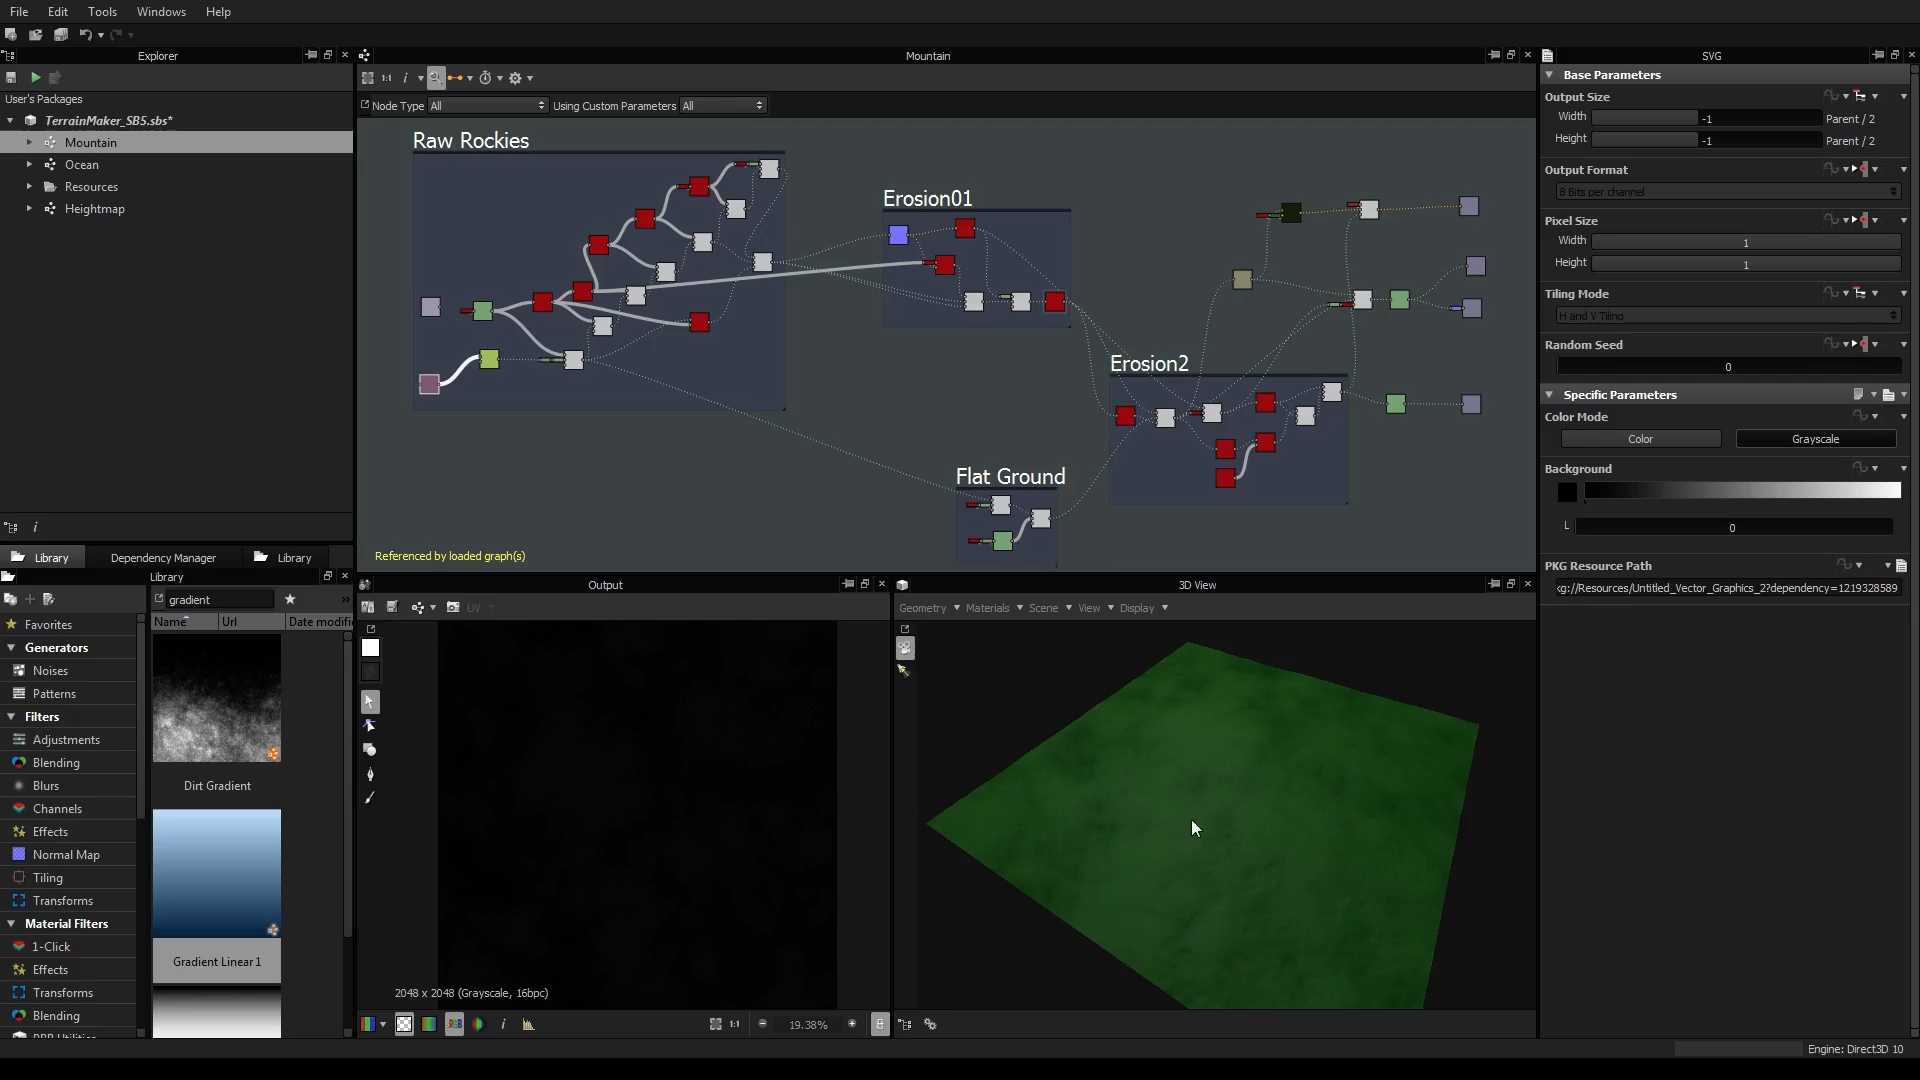 File Edit Tools Windows Help
Explorer
User's Packages
TerrainMaker_SB5.sbs*
Mountain
Ocean
Resources
Heightmap
Library Dependency Manager Library
Library
gradient
Name Url Date modific
Favorites
Generators
Noises
Patterns
Filters
Adjustments
Blending
Blurs
Channels
Effects
Normal Map
Tiling
Transforms
Material Filters
1-Click
Effects
Transforms
Blending
Dirt Gradient
Gradient Linear 1
Mountain
1:1
Node Type All Using Custom Parameters All
Raw Rockies
Erosion01
Erosion2
Flat Ground
Referenced by loaded graph(s)
Output
UV
2048 x 2048 (Grayscale, 16bpc)
1:1 19.38%
3D View
Geometry Materials Scene View Display
SVG
Base Parameters
Output Size
Width -1 Parent / 2
Height -1 Parent / 2
Output Format
8 Bits per channel
Pixel Size
Width 1
Height 1
Tiling Mode
H and V Tiling
Random Seed
0
Specific Parameters
Color Mode
Color Grayscale
Background
L 0
PKG Resource Path
kg://Resources/Untitled_Vector_Graphics_2?dependency=1219328589
Engine: Direct3D 10